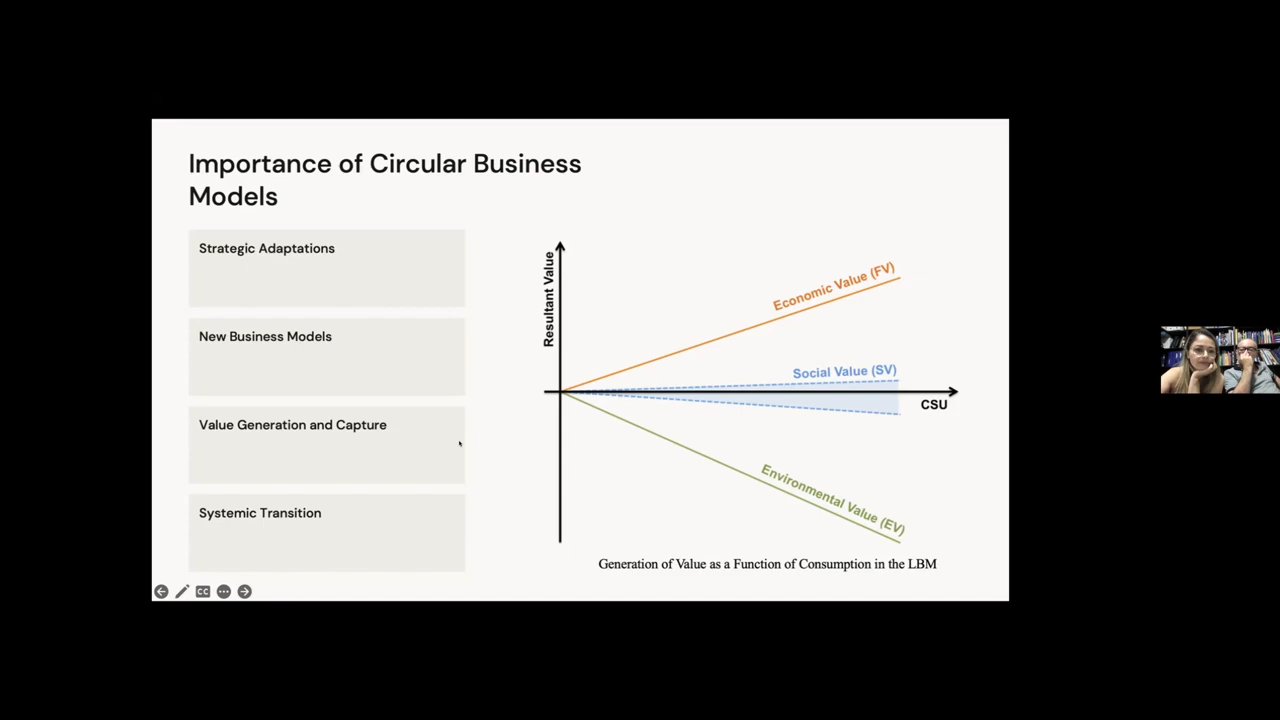 Importance of Circular Business
Models
Strategic Adaptations
New Business Models
Value Generation and Capture
Systemic Transition
Resultant Value
Economic Value (FV)
Social Value (SV)
CSU
Environmental Value (EV)
Generation of Value as a Function of Consumption in the LBM
CC